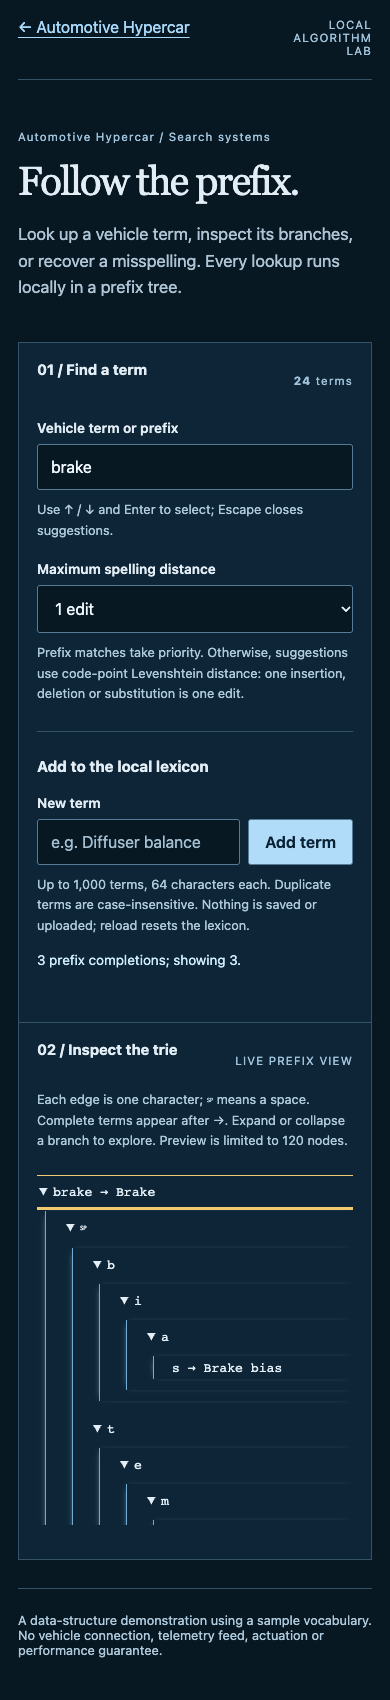 ← Automotive Hypercar
LOCAL
ALGORITHM
LAB
Automotive Hypercar / Search systems
Follow the prefix.
Look up a vehicle term, inspect its branches,
or recover a misspelling. Every lookup runs
locally in a prefix tree.
01 / Find a term
24 terms
Vehicle term or prefix
brake
Use ↑ / ↓ and Enter to select; Escape closes
suggestions.
Maximum spelling distance
1 edit
Prefix matches take priority. Otherwise, suggestions
use code-point Levenshtein distance: one insertion,
deletion or substitution is one edit.
Add to the local lexicon
New term
e.g. Diffuser balance
Add term
Up to 1,000 terms, 64 characters each. Duplicate
terms are case-insensitive. Nothing is saved or
uploaded; reload resets the lexicon.
3 prefix completions; showing 3.
02 / Inspect the trie
LIVE PREFIX VIEW
Each edge is one character; ␠ means a space.
Complete terms appear after →. Expand or collapse
a branch to explore. Preview is limited to 120 nodes.
▼ brake → Brake
▼ ␠
▼ b
▼ i
▼ a
s → Brake bias
▼ t
▼ e
▼ m
A data-structure demonstration using a sample vocabulary.
No vehicle connection, telemetry feed, actuation or
performance guarantee.